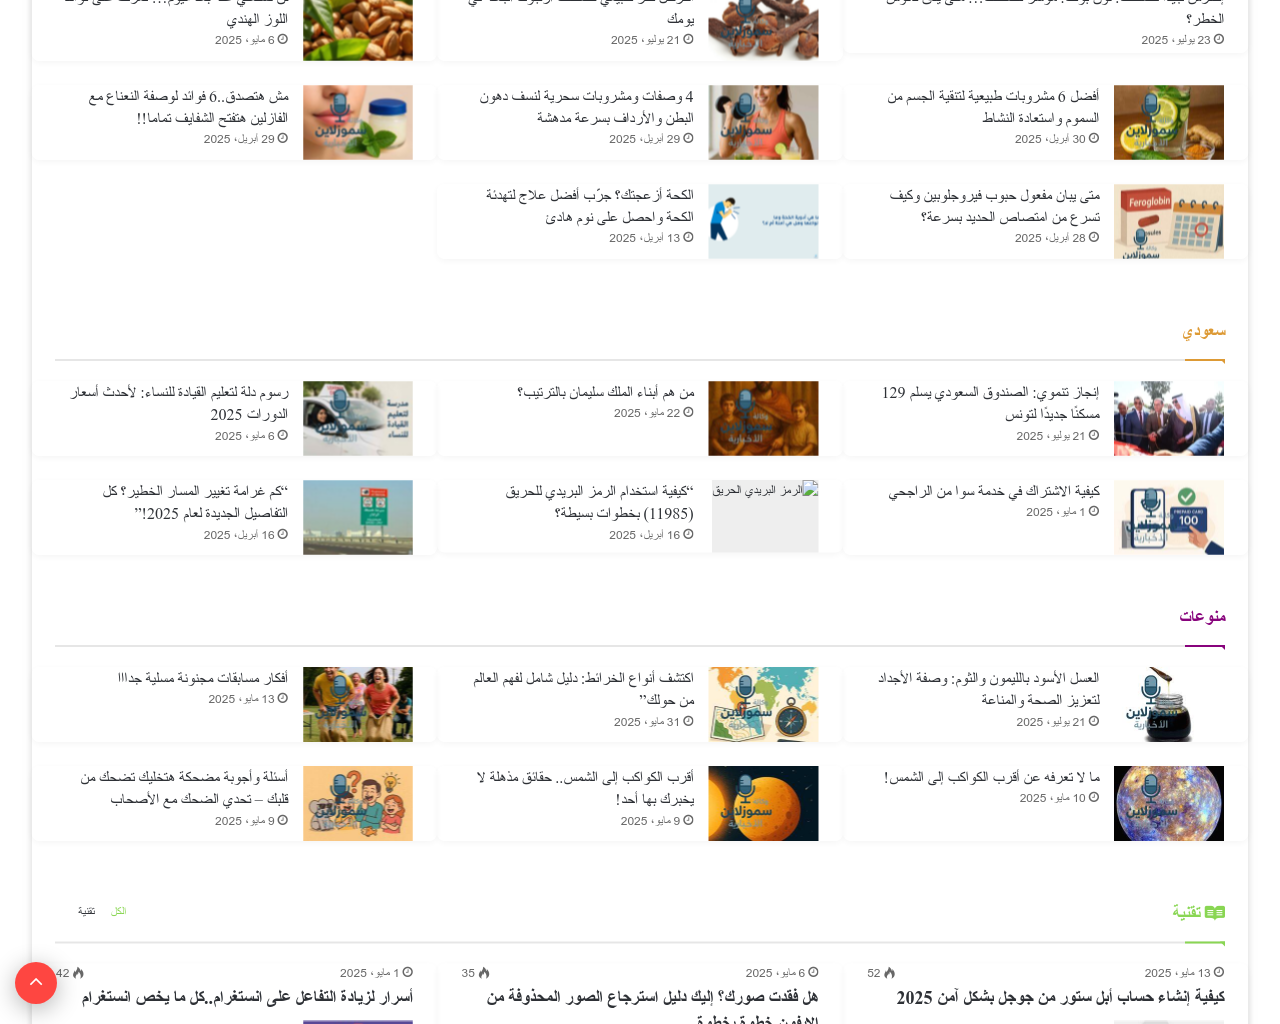 الخطر؟
23 يوليو، 2025
يومك
21 يوليو، 2025
اللوز الهندي
6 مايو، 2025
أفضل 6 مشروبات طبيعية لتنقية الجسم من
السموم واستعادة النشاط
30 أبريل، 2025
4 وصفات ومشروبات سحرية لنسف دهون
البطن والأرداف بسرعة مدهشة
29 أبريل، 2025
مش هتصدق..6 فوائد لوصفة النعناع مع
الفازلين هتفتح الشفايف تماما!!
29 أبريل، 2025
متى يبان مفعول حبوب فيروجلوبين وكيف
تسرع من امتصاص الحديد بسرعة؟
28 أبريل، 2025
Feroglobin
الكحة أزعجتك؟ جرّب أفضل علاج لتهدئة
الكحة واحصل على نوم هادئ
13 أبريل، 2025
سعودي
إنجاز تنموي: الصندوق السعودي يسلم 129
مسكنًا جديدًا لتونس
21 يوليو، 2025
من هم أبناء الملك سليمان بالترتيب؟
22 مايو، 2025
رسوم دلة لتعليم القيادة للنساء: لأحدث أسعار
الدورات 2025
6 مايو، 2025
مدرسة
لتعليم
القيادة
للنساء
كيفية الاشتراك في خدمة سوا من الراجحي
1 مايو، 2025
PREPAID CARD
100
“كيفية استخدام الرمز البريدي للحريق
(11985) بخطوات بسيطة؟
16 أبريل، 2025
الرمز البريدي الحريق
“كم غرامة تغيير المسار الخطير؟ كل
التفاصيل الجديدة لعام 2025!”
16 أبريل، 2025
منوعات
العسل الأسود بالليمون والثوم: وصفة الأجداد
لتعزيز الصحة والمناعة
21 يوليو، 2025
اكتشف أنواع الخرائط: دليل شامل لفهم العالم
من حولك”
31 مايو، 2025
أفكار مسابقات مجنونة مسلية جدااا
13 مايو، 2025
ما لا تعرفه عن أقرب الكواكب إلى الشمس!
10 مايو، 2025
أقرب الكواكب إلى الشمس.. حقائق مذهلة لا
يخبرك بها أحد!
9 مايو، 2025
أسئلة وأجوبة مضحكة هتخليك تضحك من
قلبك – تحدي الضحك مع الأصحاب
9 مايو، 2025
تقنية
الكل
تقنية
13 مايو، 2025
52
كيفية إنشاء حساب أبل ستور من جوجل بشكل آمن 2025
6 مايو، 2025
35
هل فقدت صورك؟ إليك دليل استرجاع الصور المحذوفة من
الايفون خطوة بخطوة
1 مايو، 2025
42
أسرار لزيادة التفاعل على انستغرام..كل ما يخص انستغرام